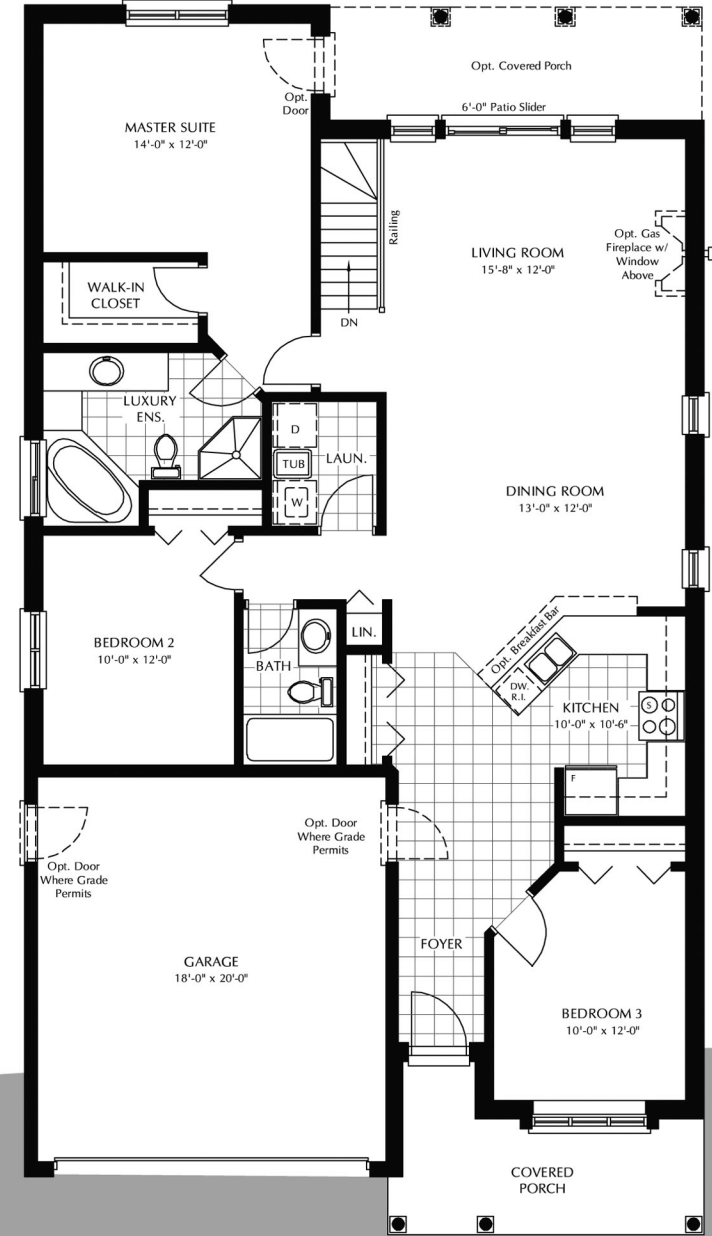 Opt. Covered Porch
Opt.
Door
6'-0" Patio Slider
MASTER SUITE
14'-0" x 12'-0"
Railing
LIVING ROOM
15'-8" x 12'-0"
Opt. Gas
Fireplace w/
Window
Above
WALK-IN
CLOSET
DN
LUXURY
ENS.
D
TUB
W
LAUN.
DINING ROOM
13'-0" x 12'-0"
Opt. Breakfast Bar
LIN.
BEDROOM 2
10'-0" x 12'-0"
BATH
DW.
R.I.
KITCHEN
10'-0" x 10'-6"
S
F
Opt. Door
Where Grade
Permits
Opt. Door
Where Grade
Permits
FOYER
GARAGE
18'-0" x 20'-0"
BEDROOM 3
10'-0" x 12'-0"
COVERED
PORCH